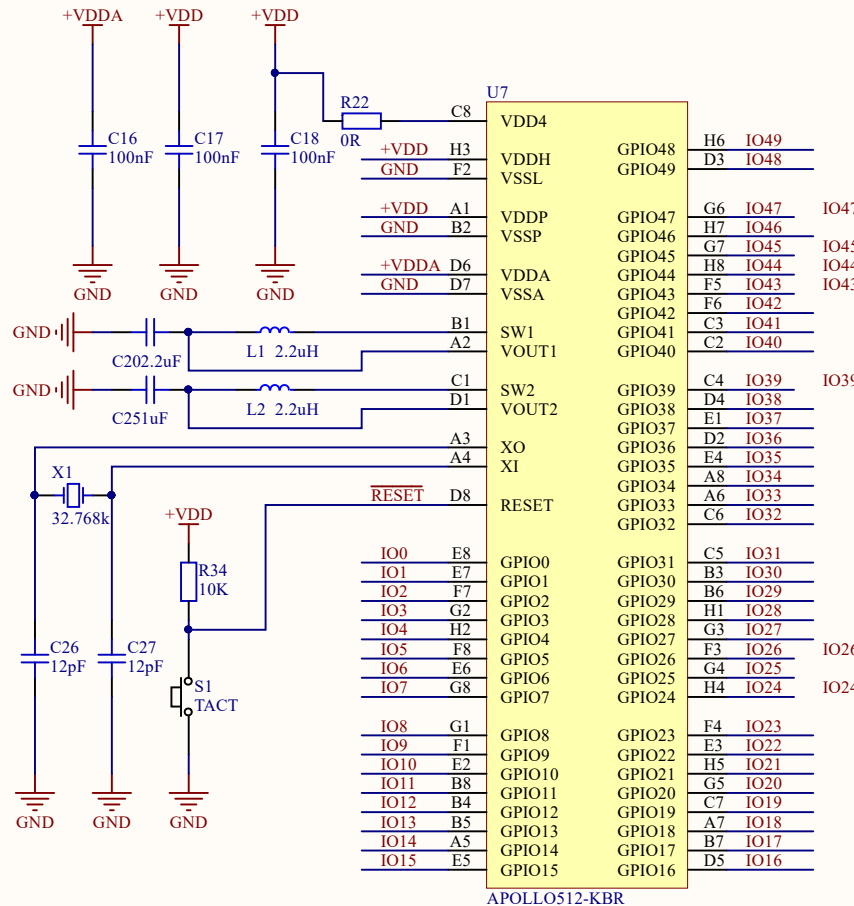 +VDDA +VDD +VDD
U7
C16
100nF
C17
100nF
C18
100nF
R22
0R
GND GND GND
C8 VDD4
+VDD H3 VDDH
GND F2 VSSL
+VDD A1 VDDP
GND B2 VSSP
+VDDA D6 VDDA
GND D7 VSSA
GND C202.2uF L1 2.2uH
B1 SW1
A2 VOUT1
GND C251uF L2 2.2uH
C1 SW2
D1 VOUT2
A3 XO
A4 XI
X1
32.768k
RESET D8 RESET
+VDD
R34
10K
C26
12pF
C27
12pF
S1
TACT
GND GND GND
IO0 E8 GPIO0
IO1 E7 GPIO1
IO2 F7 GPIO2
IO3 G2 GPIO3
IO4 H2 GPIO4
IO5 F8 GPIO5
IO6 E6 GPIO6
IO7 G8 GPIO7
IO8 G1 GPIO8
IO9 F1 GPIO9
IO10 E2 GPIO10
IO11 B8 GPIO11
IO12 B4 GPIO12
IO13 B5 GPIO13
IO14 A5 GPIO14
IO15 E5 GPIO15
GPIO48 H6 IO49
GPIO49 D3 IO48
GPIO47 G6 IO47 IO47
GPIO46 H7 IO46
GPIO45 G7 IO45 IO45
GPIO44 H8 IO44 IO44
GPIO43 F5 IO43 IO43
GPIO42 F6 IO42
GPIO41 C3 IO41
GPIO40 C2 IO40
GPIO39 C4 IO39 IO39
GPIO38 D4 IO38
GPIO37 E1 IO37
GPIO36 D2 IO36
GPIO35 E4 IO35
GPIO34 A8 IO34
GPIO33 A6 IO33
GPIO32 C6 IO32
GPIO31 C5 IO31
GPIO30 B3 IO30
GPIO29 B6 IO29
GPIO28 H1 IO28
GPIO27 G3 IO27
GPIO26 F3 IO26 IO26
GPIO25 G4 IO25
GPIO24 H4 IO24 IO24
GPIO23 F4 IO23
GPIO22 E3 IO22
GPIO21 H5 IO21
GPIO20 G5 IO20
GPIO19 C7 IO19
GPIO18 A7 IO18
GPIO17 B7 IO17
GPIO16 D5 IO16
APOLLO512-KBR